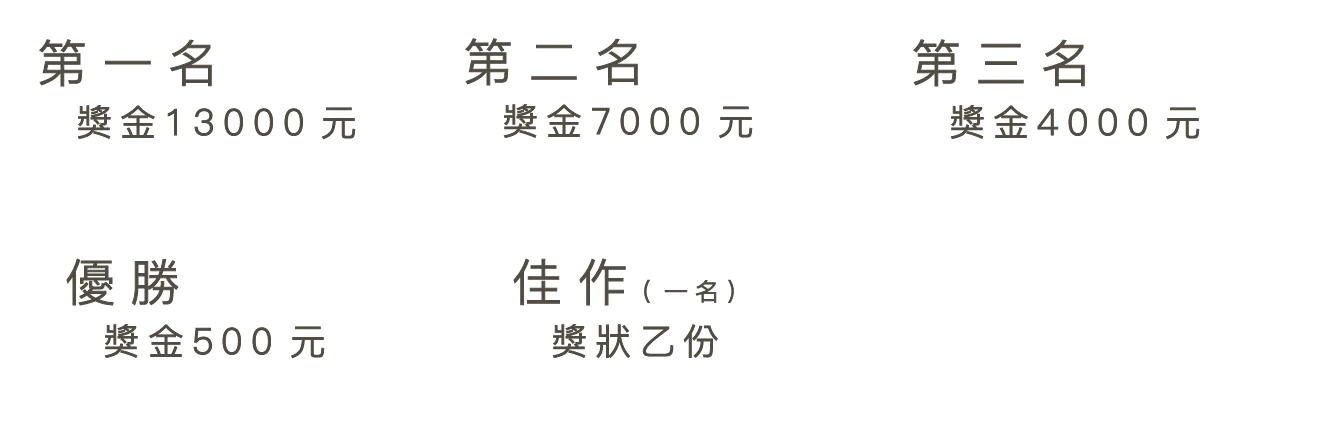 第一名
獎金13000 元
第二名
獎金7000 元
第三名
獎金4000 元
優勝
獎金500 元
佳作(一名)
獎狀乙份